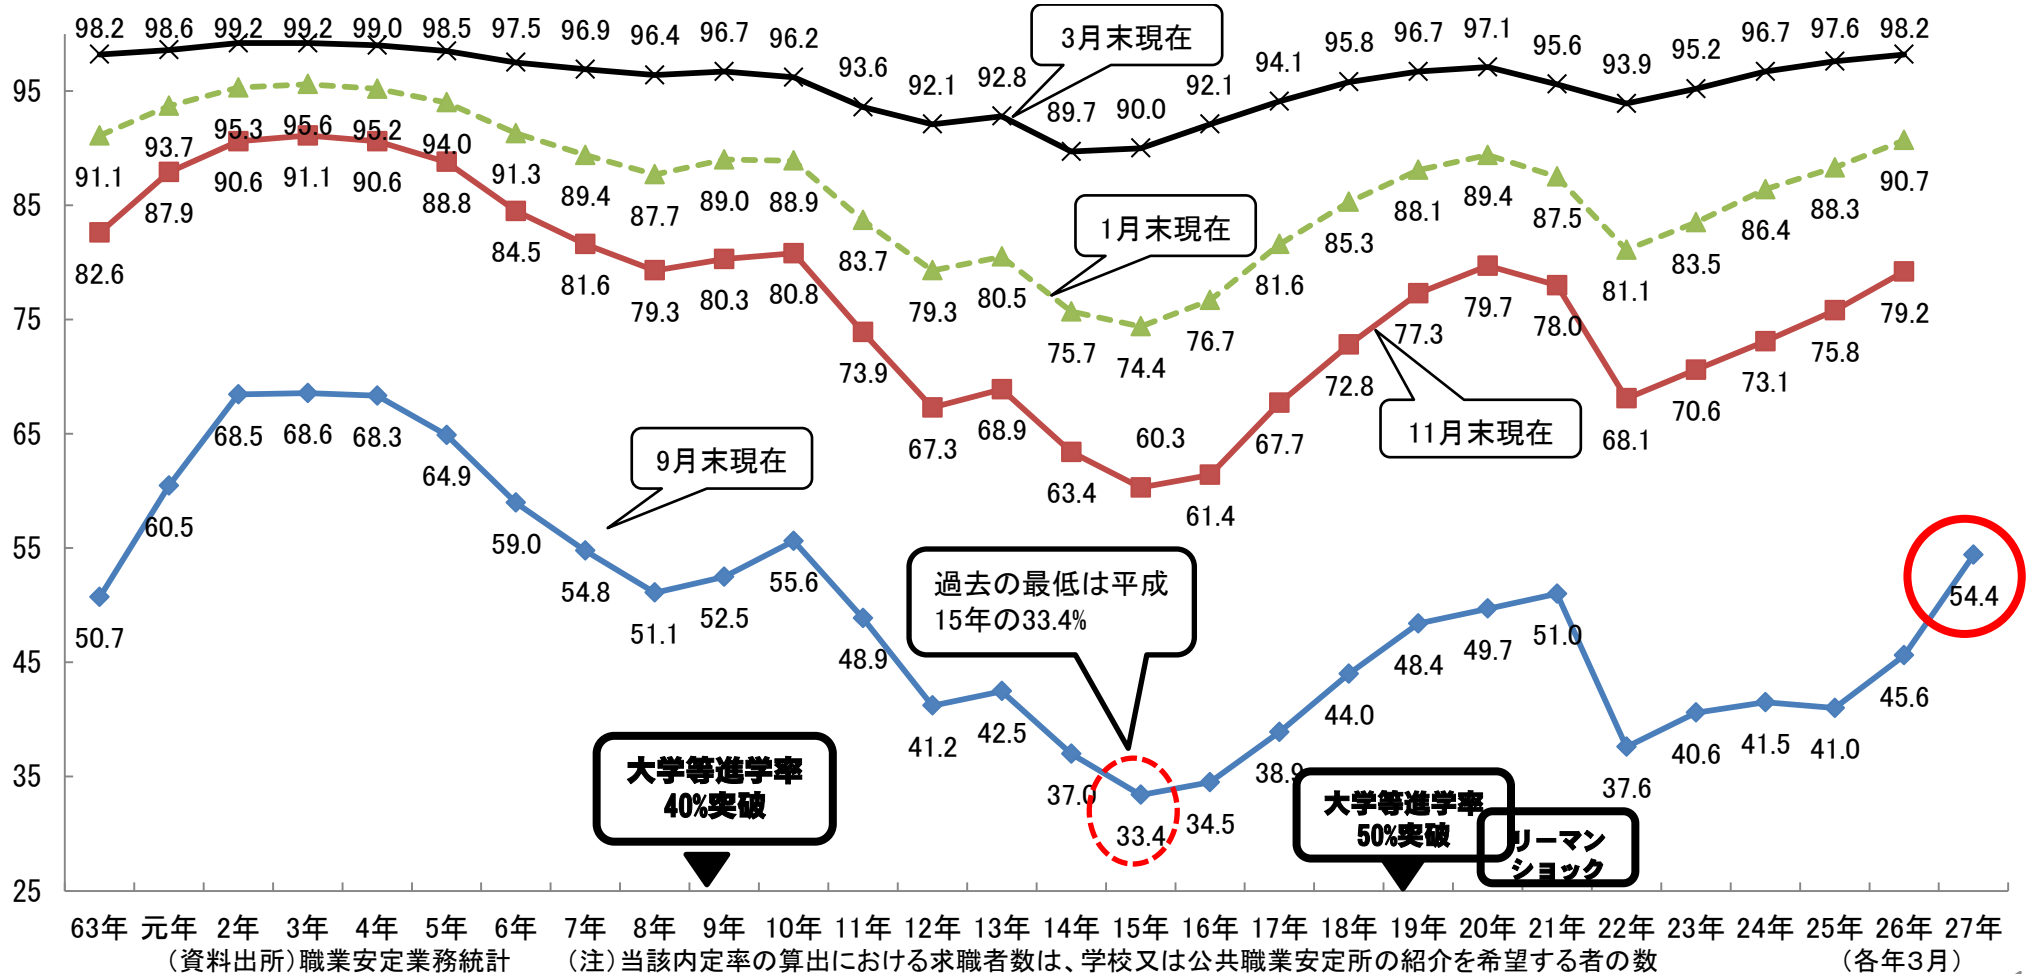 98.2 98.6 99.2 99.2 99.0 98.5 97.5 96.9 96.4 96.7 96.2 93.6 92.1 92.8 89.7 90.0 92.1 94.1 95.8 96.7 97.1 95.6 93.9 95.2 96.7 97.6 98.2
3月末現在
91.1 93.7 95.3 95.6 95.2 94.0 91.3 89.4 87.7 89.0 88.9 83.7 79.3 80.5 75.7 74.4 76.7 81.6 85.3 88.1 89.4 87.5 81.1 83.5 86.4 88.3 90.7
1月末現在
82.6 87.9 90.6 91.1 90.6 88.8 84.5 81.6 79.3 80.3 80.8 73.9 67.3 68.9 63.4 60.3 61.4 67.7 72.8 77.3 79.7 78.0 68.1 70.6 73.1 75.8 79.2
11月末現在
50.7 60.5 68.5 68.6 68.3 64.9 59.0 54.8 51.1 52.5 55.6 48.9 41.2 42.5 37.0 33.4 34.5 38.9 44.0 48.4 49.7 51.0 37.6 40.6 41.5 41.0 45.6 54.4
9月末現在
過去の最低は平成
15年の33.4%
大学等進学率
40%突破
大学等進学率
50%突破
リーマン
ショック
95
85
75
65
55
45
35
25
63年 元年 2年 3年 4年 5年 6年 7年 8年 9年 10年 11年 12年 13年 14年 15年 16年 17年 18年 19年 20年 21年 22年 23年 24年 25年 26年 27年
（資料出所）職業安定業務統計 （注）当該内定率の算出における求職者数は、学校又は公共職業安定所の紹介を希望する者の数 （各年３月）